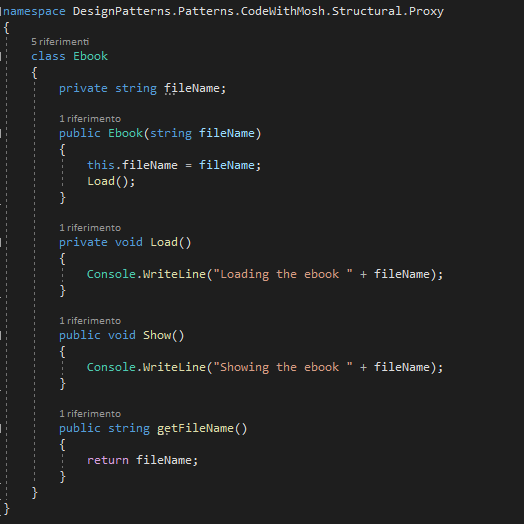 namespace DesignPatterns.Patterns.CodeWithMosh.Structural.Proxy
{
5 riferimenti
class Ebook
{
private string fileName;
1 riferimento
public Ebook(string fileName)
{
this.fileName = fileName;
Load();
}
1 riferimento
private void Load()
{
Console.WriteLine("Loading the ebook " + fileName);
}
1 riferimento
public void Show()
{
Console.WriteLine("Showing the ebook " + fileName);
}
1 riferimento
public string getFileName()
{
return fileName;
}
}
}